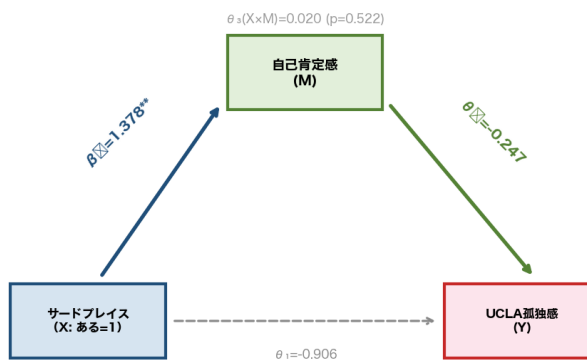 θ₃(X×M)=0.020 (p=0.522)
自己肯定感
(M)
β☒=1.378**
θ☒=-0.247
サードプレイス
(X: ある=1)
UCLA孤独感
(Y)
θ₁=-0.906